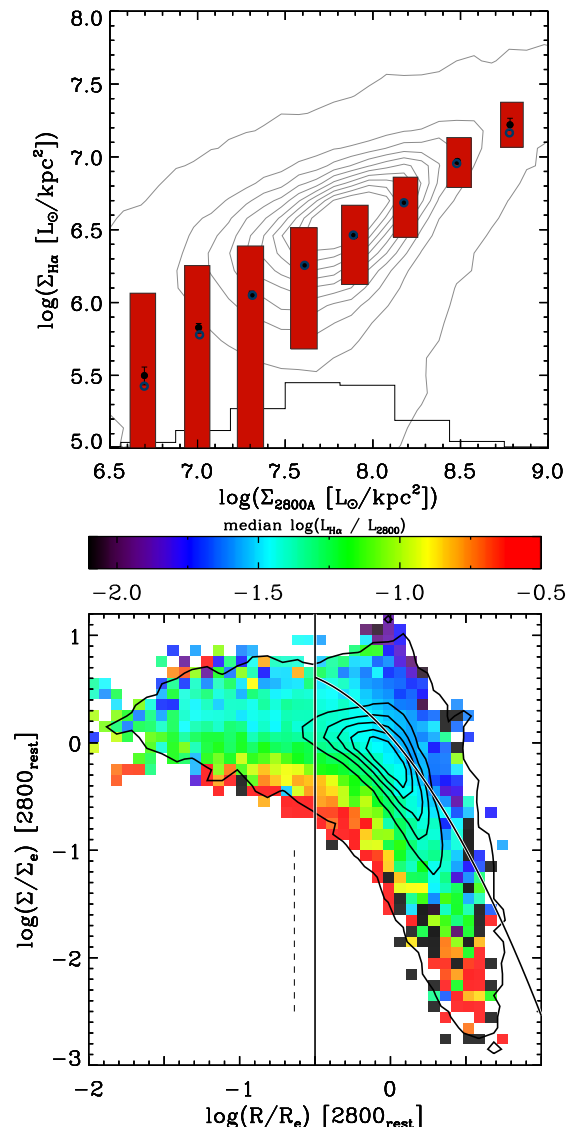 8.0
7.5
7.0
6.5
6.0
5.5
5.0
log(Σ_Hα [L⊙/kpc²])
6.5 7.0 7.5 8.0 8.5 9.0
log(Σ_2800A [L⊙/kpc²])
median log(L_Hα / L_2800)
−2.0 −1.5 −1.0 −0.5
1
0
−1
−2
−3
log(Σ/Σ_e) [2800_rest]
−2 −1 0
log(R/R_e) [2800_rest]